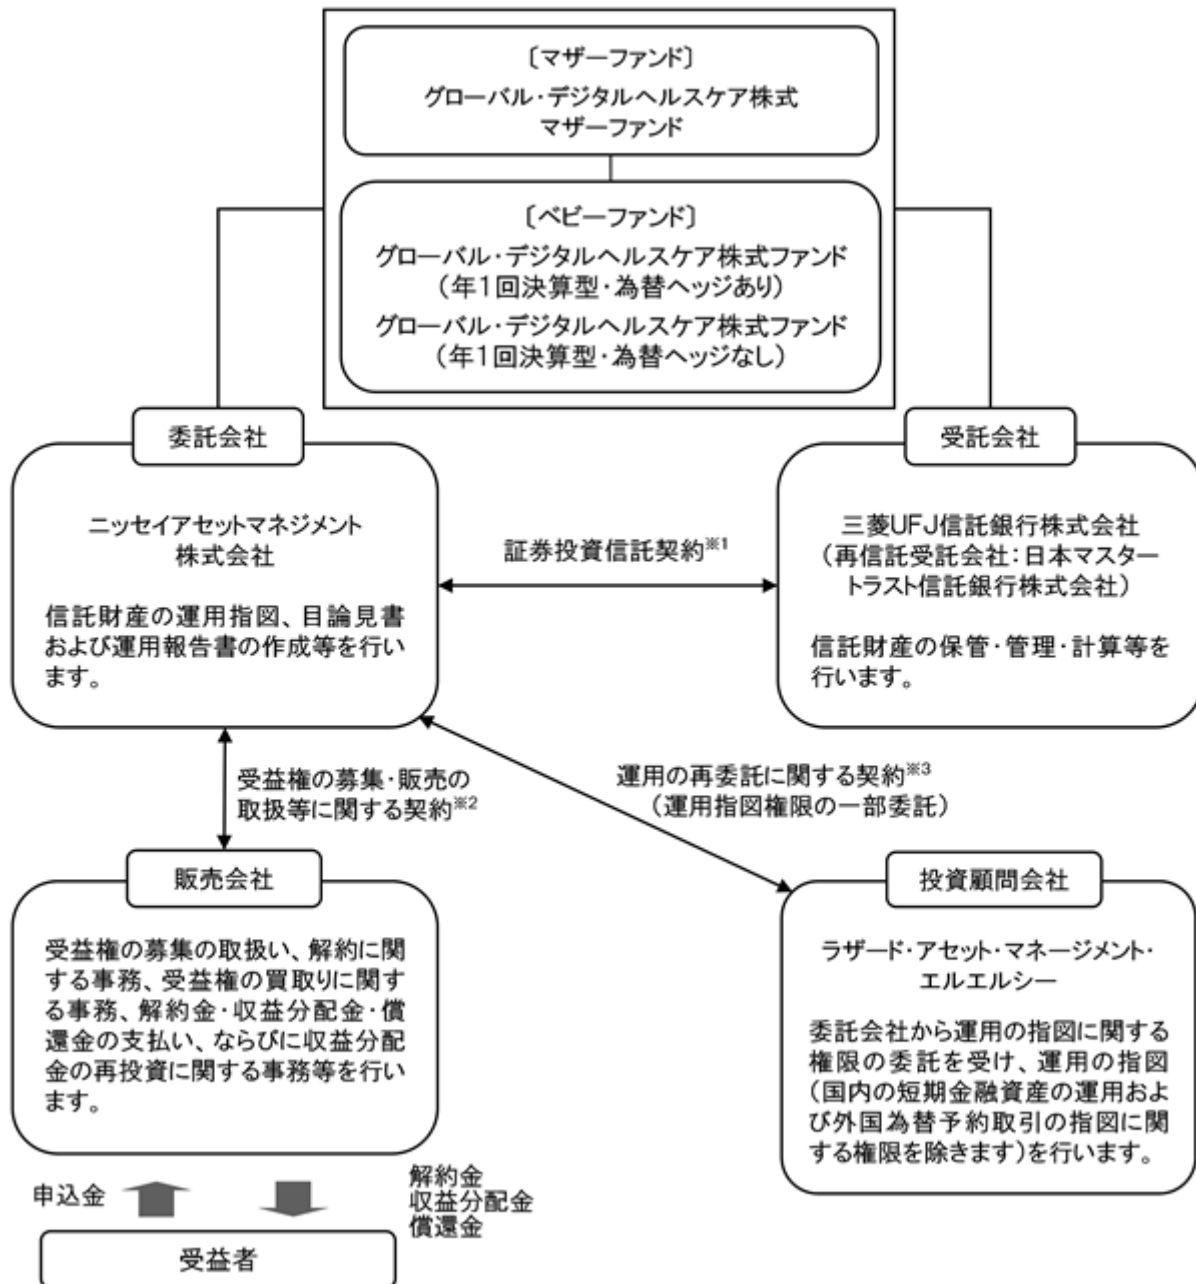 〔マザーファンド〕
グローバル・デジタルヘルスケア株式
マザーファンド
〔ベビーファンド〕
グローバル・デジタルヘルスケア株式ファンド
（年１回決算型・為替ヘッジあり）
グローバル・デジタルヘルスケア株式ファンド
（年１回決算型・為替ヘッジなし）
委託会社
ニッセイアセットマネジメント
株式会社
信託財産の運用指図、目論見書
および運用報告書の作成等を行い
ます。
証券投資信託契約※1
受託会社
三菱UFJ信託銀行株式会社
（再信託受託会社：日本マスター
トラスト信託銀行株式会社）
信託財産の保管・管理・計算等を
行います。
受益権の募集・販売の
取扱等に関する契約※2
運用の再委託に関する契約※3
（運用指図権限の一部委託）
販売会社
受益権の募集の取扱い、解約に関
する事務、受益権の買取りに関す
る事務、解約金・収益分配金・償
還金の支払い、ならびに収益分配
金の再投資に関する事務等を行い
ます。
投資顧問会社
ラザード・アセット・マネージメント・
エルエルシー
委託会社から運用の指図に関する
権限の委託を受け、運用の指図
（国内の短期金融資産の運用およ
び外国為替予約取引の指図に関
する権限を除きます）を行います。
申込金
解約金
収益分配金
償還金
受益者